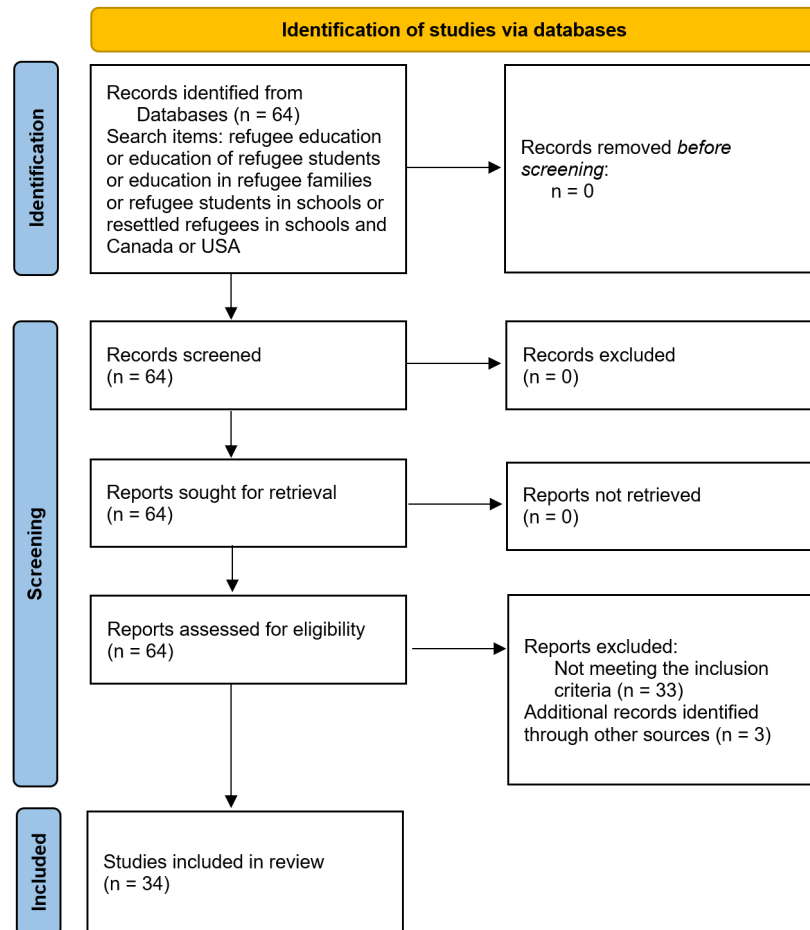 Identification of studies via databases
Identification
Records identified from
Databases (n = 64)
Search items: refugee education
or education of refugee students
or education in refugee families
or refugee students in schools or
resettled refugees in schools and
Canada or USA
Records removed before
screening:
n = 0
Screening
Records screened
(n = 64)
Records excluded
(n = 0)
Reports sought for retrieval
(n = 64)
Reports not retrieved
(n = 0)
Reports assessed for eligibility
(n = 64)
Reports excluded:
Not meeting the inclusion
criteria (n = 33)
Additional records identified
through other sources (n = 3)
Included
Studies included in review
(n = 34)